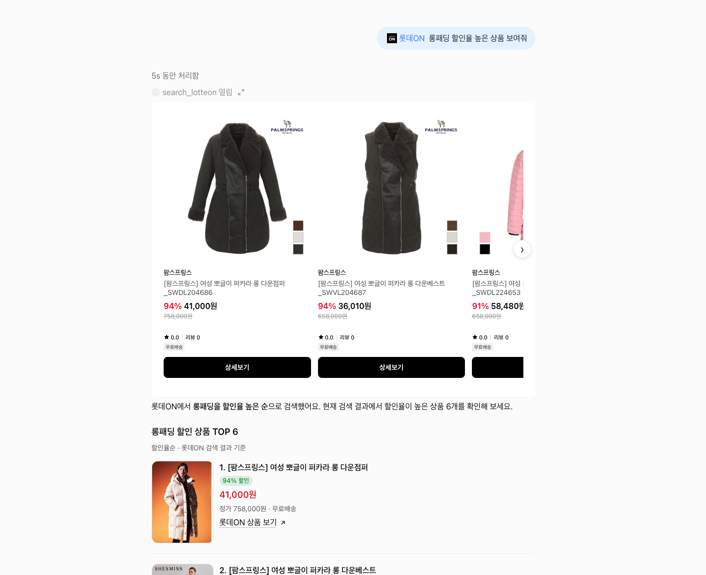 롯데ON 롱패딩 할인율 높은 상품 보여줘
5s 동안 처리함
search_lotteon 열림
PALMSPRINGS
PALMSPRINGS
팜스프링스
[팜스프링스] 여성 뽀글이 퍼카라 롱 다운점퍼
_SWDL204686
94% 41,000원
758,000원
★ 0.0 | 리뷰 0
무료배송
상세보기
팜스프링스
[팜스프링스] 여성 뽀글이 퍼카라 롱 다운베스트
_SWVL204687
94% 36,010원
658,000원
★ 0.0 | 리뷰 0
무료배송
상세보기
팜스프링스
[팜스프링스] 여성
_SWDL224653
91% 58,480원
658,000원
★ 0.0 | 리뷰 0
무료배송
롯데ON에서 롱패딩을 할인율 높은 순으로 검색했어요. 현재 검색 결과에서 할인율이 높은 상품 6개를 확인해 보세요.
롱패딩 할인 상품 TOP 6
할인율순 · 롯데ON 검색 결과 기준
1. [팜스프링스] 여성 뽀글이 퍼카라 롱 다운점퍼
94% 할인
41,000원
정가 758,000원 · 무료배송
롯데ON 상품 보기 ↗
SHESMISS
2. [팜스프링스] 여성 뽀글이 퍼카라 롱 다운베스트